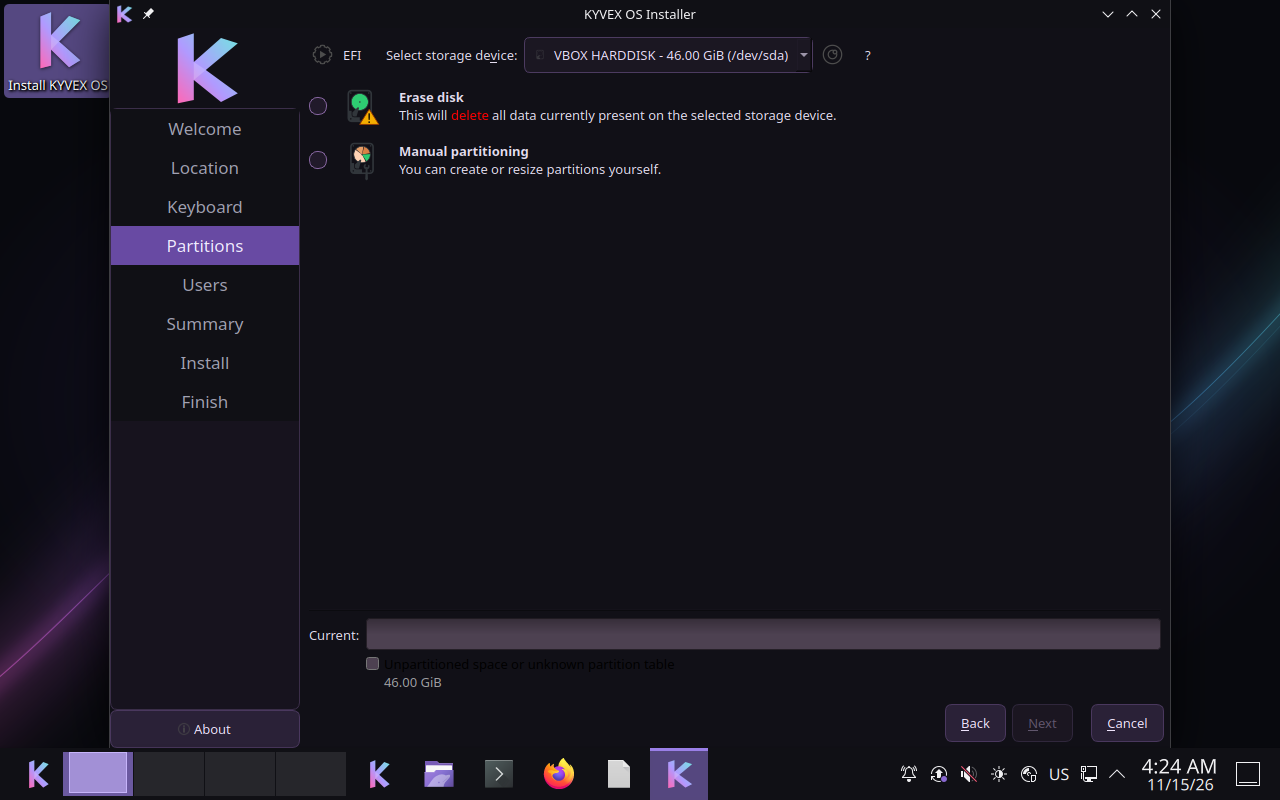 Install KYVEX OS
KYVEX OS Installer
EFI
Select storage device:
VBOX HARDDISK - 46.00 GiB (/dev/sda)
?
Welcome
Location
Keyboard
Partitions
Users
Summary
Install
Finish
About
Erase disk
This will delete all data currently present on the selected storage device.
Manual partitioning
You can create or resize partitions yourself.
Current:
Unpartitioned space or unknown partition table
46.00 GiB
Back
Next
Cancel
US
4:24 AM
11/15/26